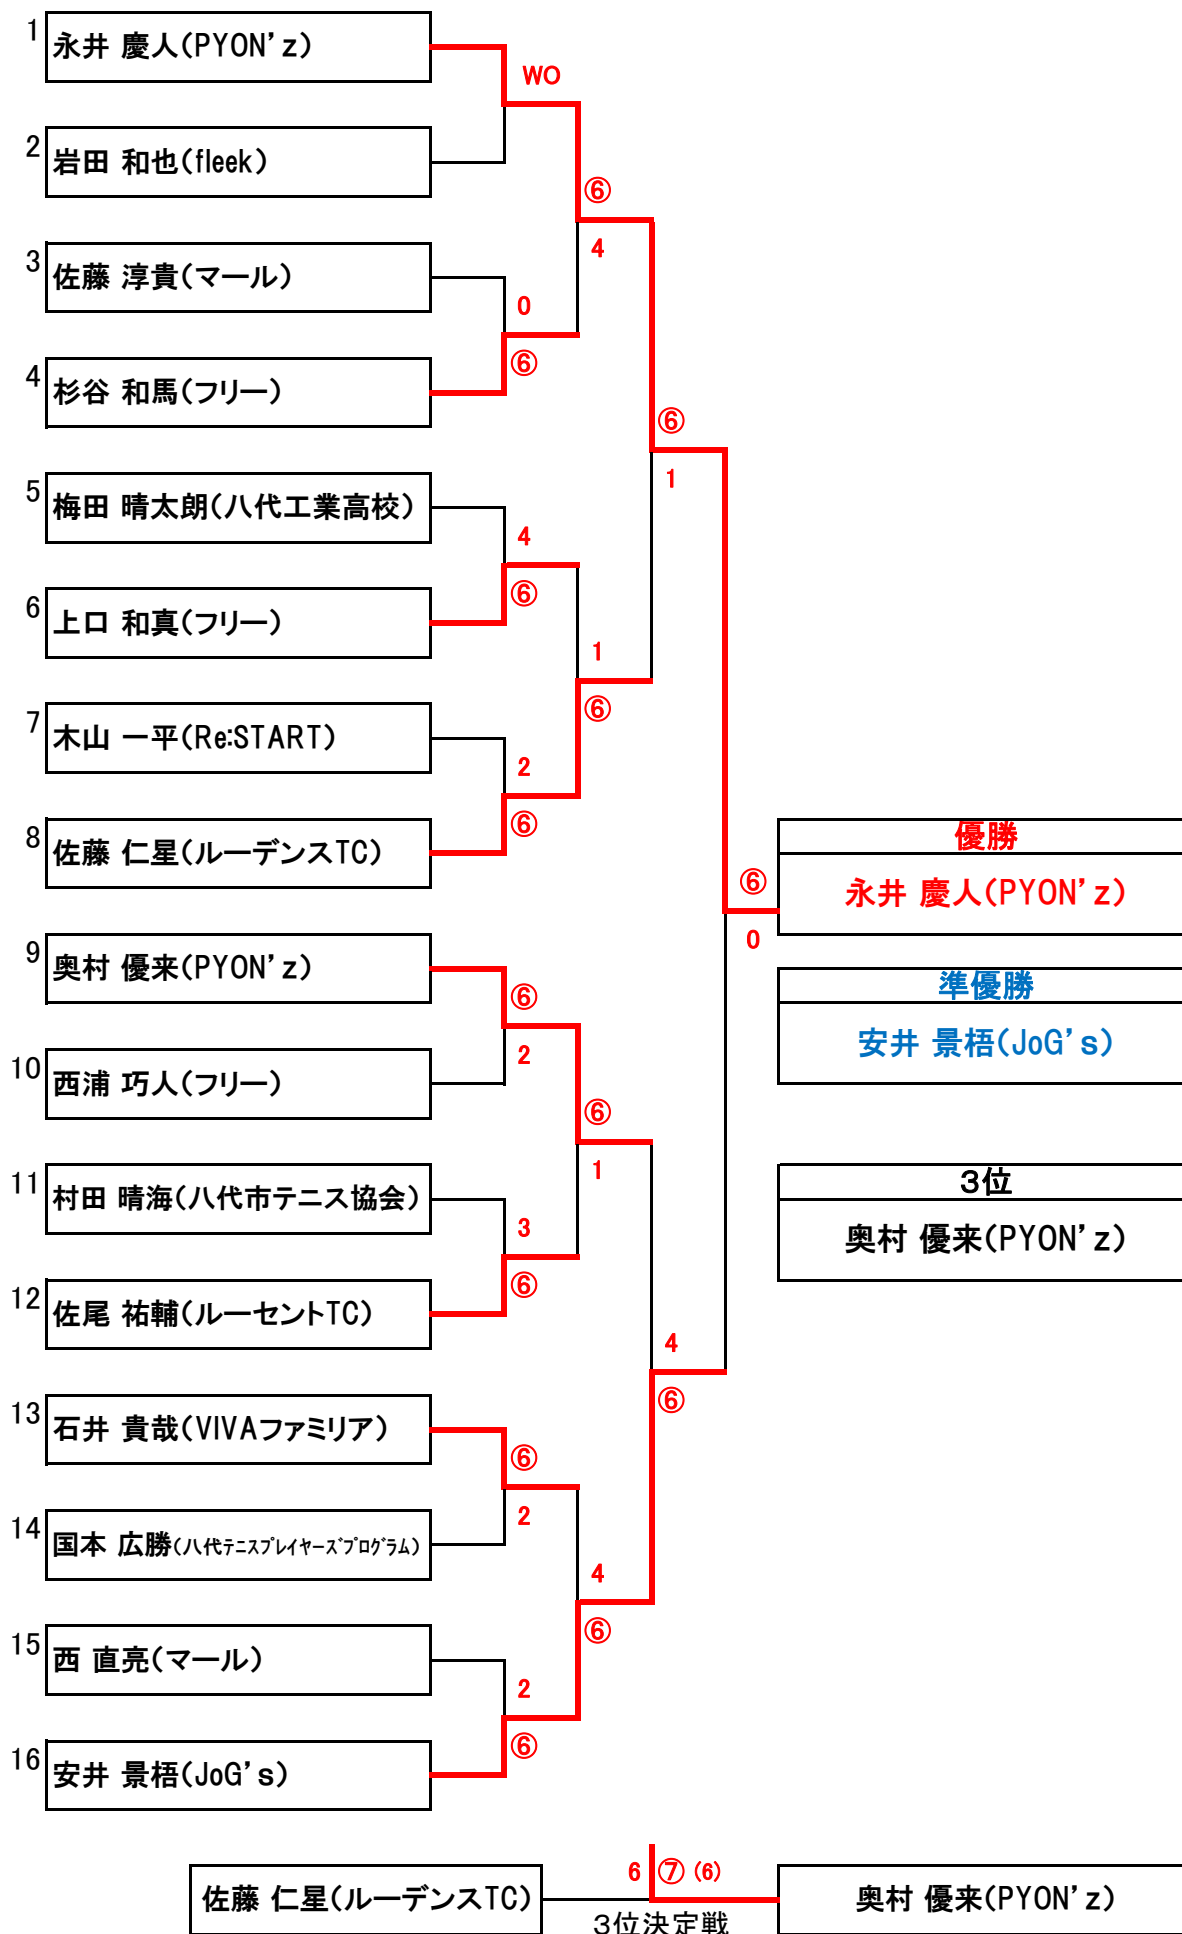 1 永井 慶人(PYON’z)
WO
2 岩田 和也(fleek)
⑥
4
3 佐藤 淳貴(マール)
0
⑥
4 杉谷 和馬(フリー)
⑥
1
5 梅田 晴太朗(八代工業高校)
4
⑥
6 上口 和真(フリー)
1
⑥
7 木山 一平(Re:START)
2
⑥
8 佐藤 仁星(ルーデンスTC)
優勝
⑥
永井 慶人(PYON’z)
0
9 奥村 優来(PYON’z)
⑥
2
準優勝
安井 景梧(JoG’s)
10 西浦 巧人(フリー)
⑥
1
11 村田 晴海(八代市テニス協会)
3
⑥
3位
奥村 優来(PYON’z)
12 佐尾 祐輔(ルーセントTC)
4
⑥
13 石井 貴哉(VIVAファミリア)
⑥
2
14 国本 広勝(八代テニスプレイヤーズプログラム)
4
⑥
15 西 直亮(マール)
2
⑥
16 安井 景梧(JoG’s)
6 ⑦ (6)
佐藤 仁星(ルーデンスTC)
奥村 優来(PYON’z)
3位決定戦